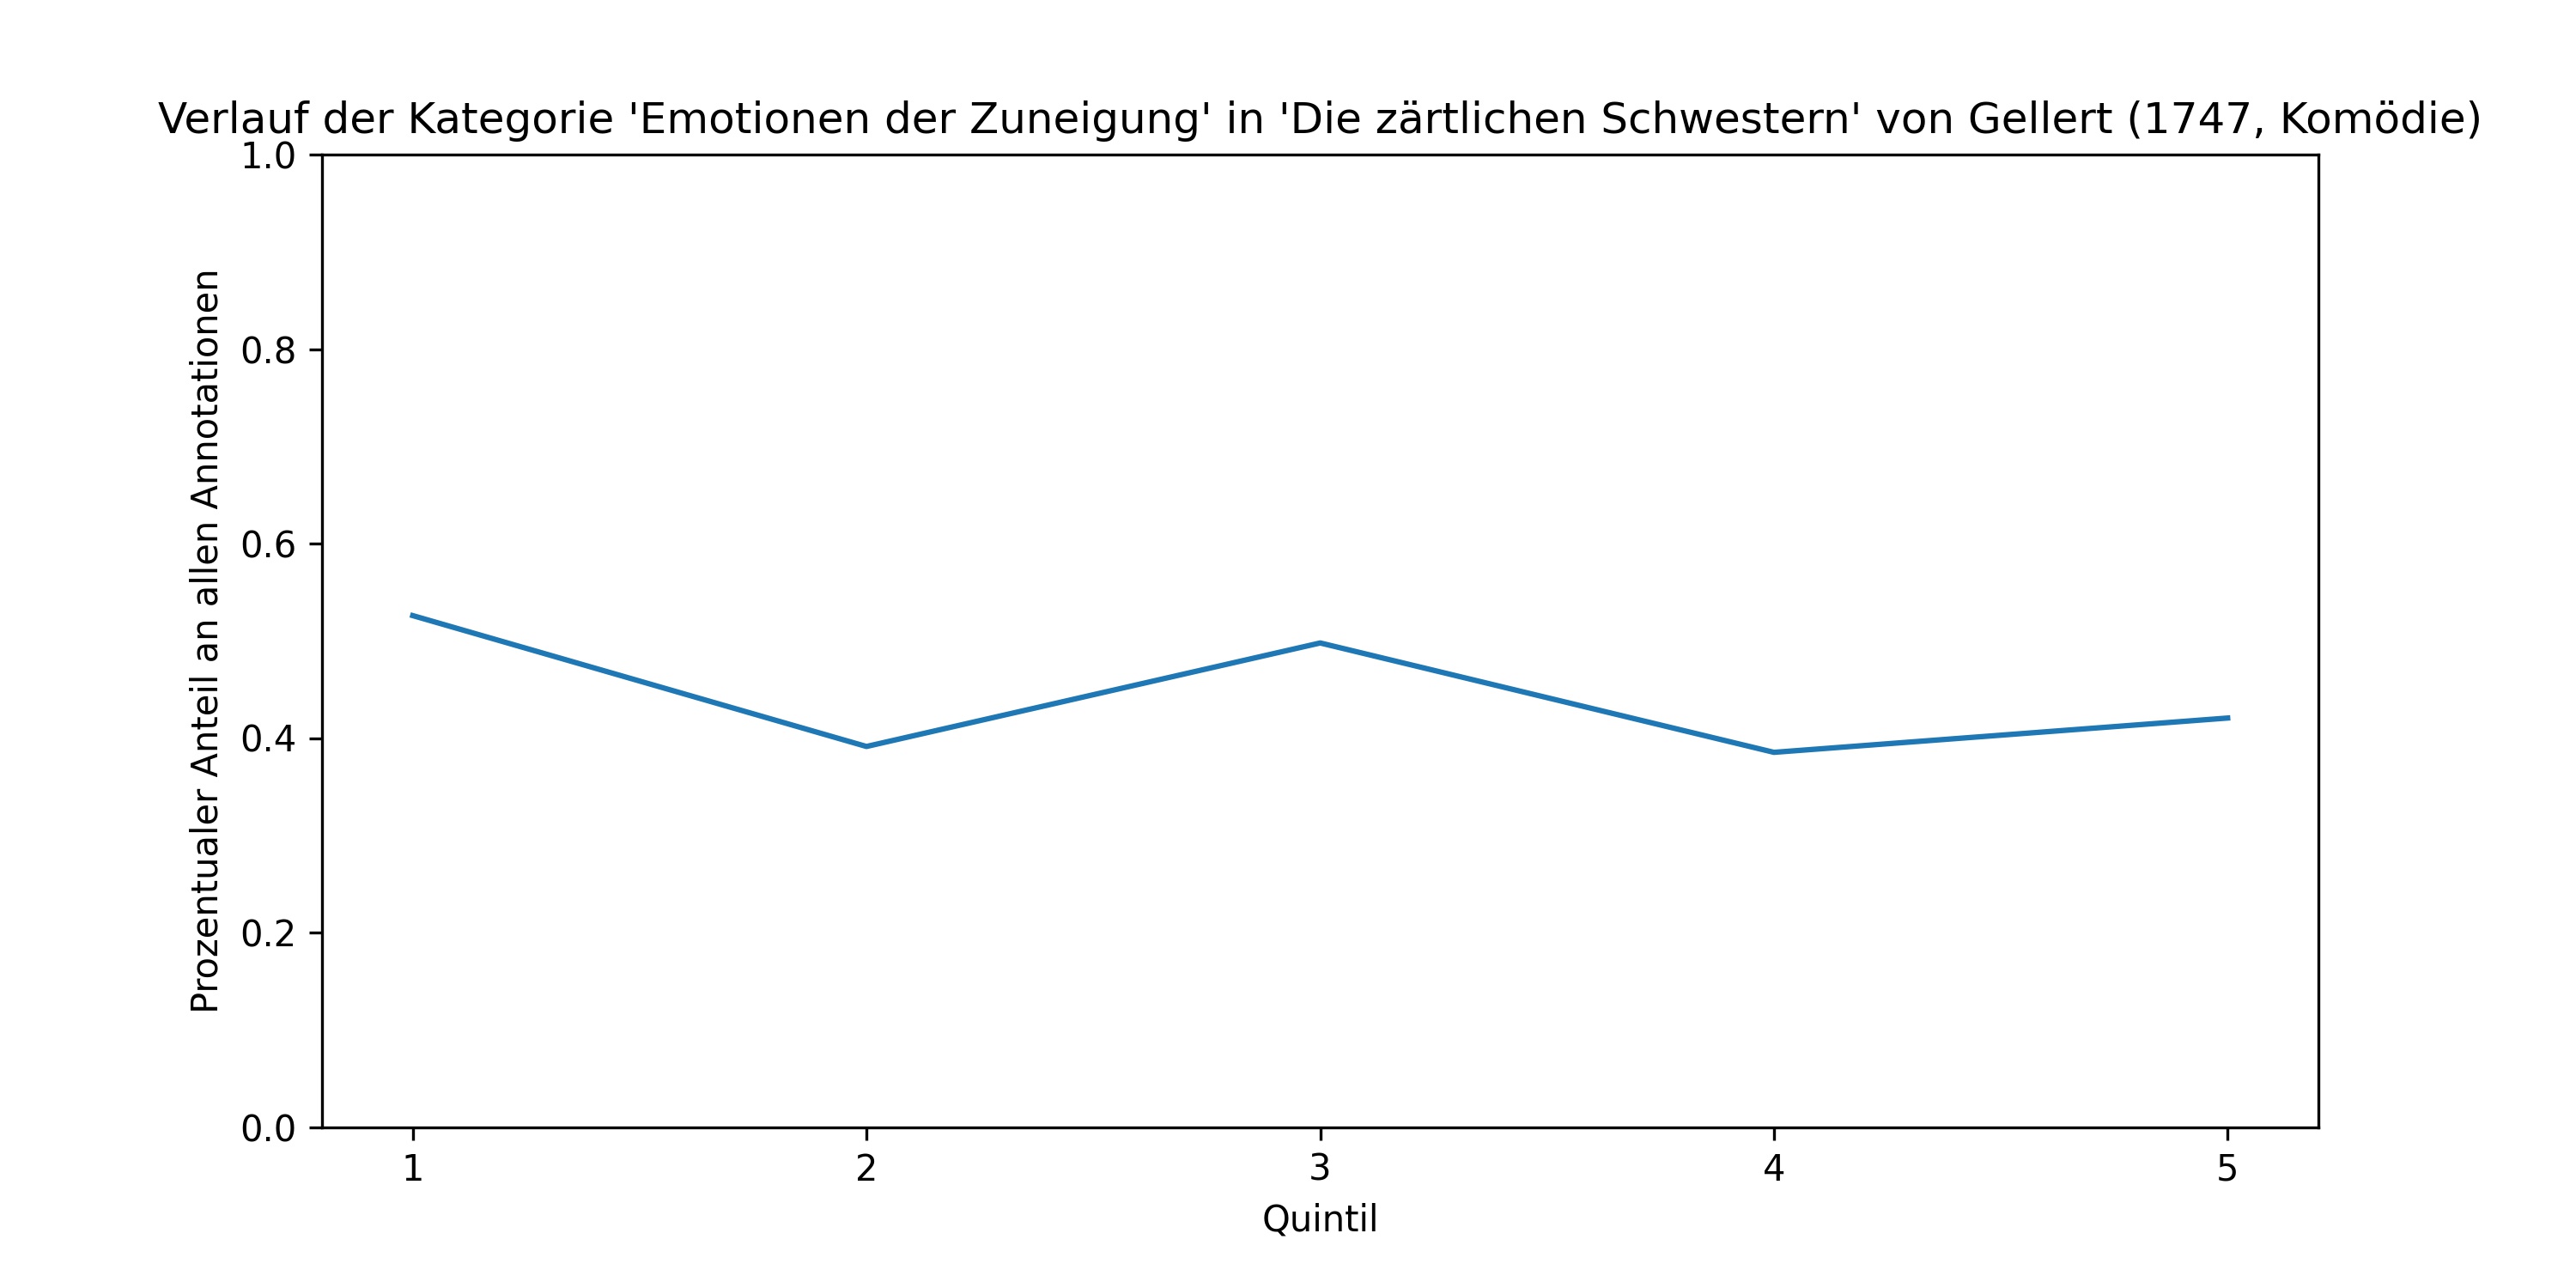 Verlauf der Kategorie 'Emotionen der Zuneigung' in 'Die zärtlichen Schwestern' von Gellert (1747, Komödie)
Prozentualer Anteil an allen Annotationen
1.0
0.8
0.6
0.4
0.2
0.0
1 2 3 4 5
Quintil